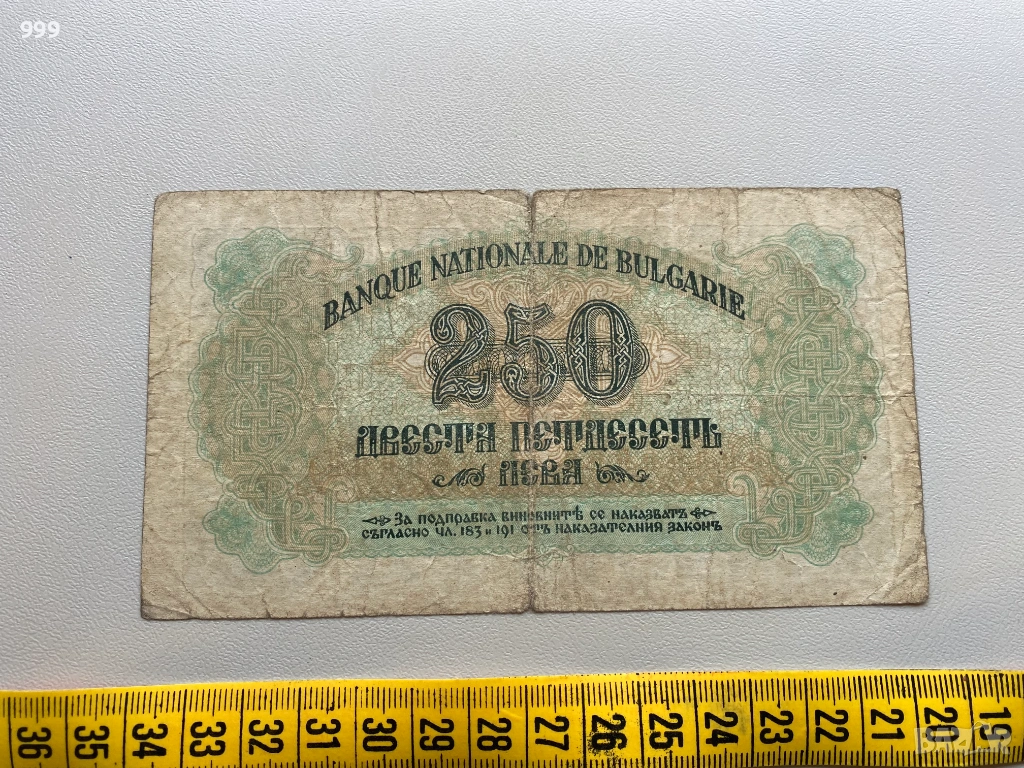 999
BANQUE NATIONALE DE BULGARIE
250
ДВЕСТА ПЕТДЕСЕТЬ
ЛЕВА
ЗА ПОДПРАВКА ВИНОВНИТѢ СЕ НАКАЗВАТЪ
СЪГЛАСНО ЧЛ. 183 И 191 ОТЪ НАКАЗАТЕЛНИЯ ЗАКОНЪ
36 35 34 33 32 31 30 29 28 27 26 25 24 23 22 21 20 19